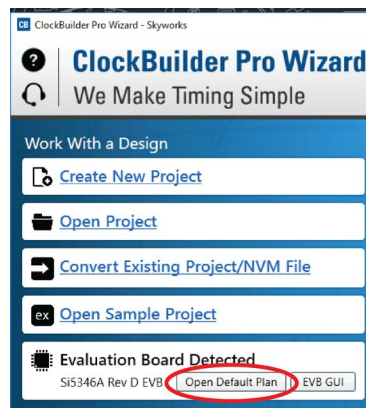 CB ClockBuilder Pro Wizard - Skyworks
? ClockBuilder Pro Wizard
We Make Timing Simple
Work With a Design
Create New Project
Open Project
Convert Existing Project/NVM File
ex Open Sample Project
Evaluation Board Detected
Si5346A Rev D EVB Open Default Plan EVB GUI